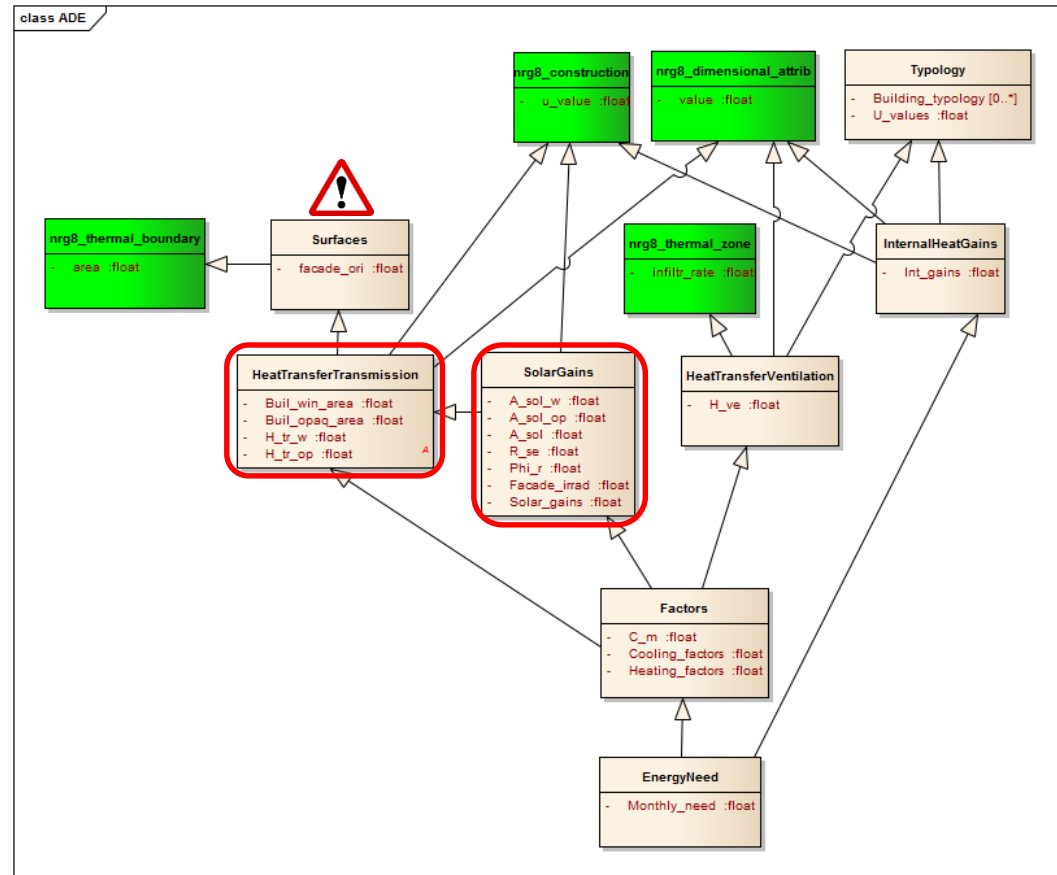 class ADE
nrg8_construction
- u_value :float
nrg8_dimensional_attrib
- value :float
Typology
- Building_typology [0..*]
- U_values :float
!
nrg8_thermal_boundary
- area :float
Surfaces
- facade_ori :float
nrg8_thermal_zone
- infiltr_rate :float
InternalHeatGains
- Int_gains :float
HeatTransferTransmission
- Buil_win_area :float
- Buil_opaq_area :float
- H_tr_w :float
- H_tr_op :float
A
SolarGains
- A_sol_w :float
- A_sol_op :float
- A_sol :float
- R_se :float
- Phi_r :float
- Facade_irrad :float
- Solar_gains :float
HeatTransferVentilation
- H_ve :float
Factors
- C_m :float
- Cooling_factors :float
- Heating_factors :float
EnergyNeed
- Monthly_need :float